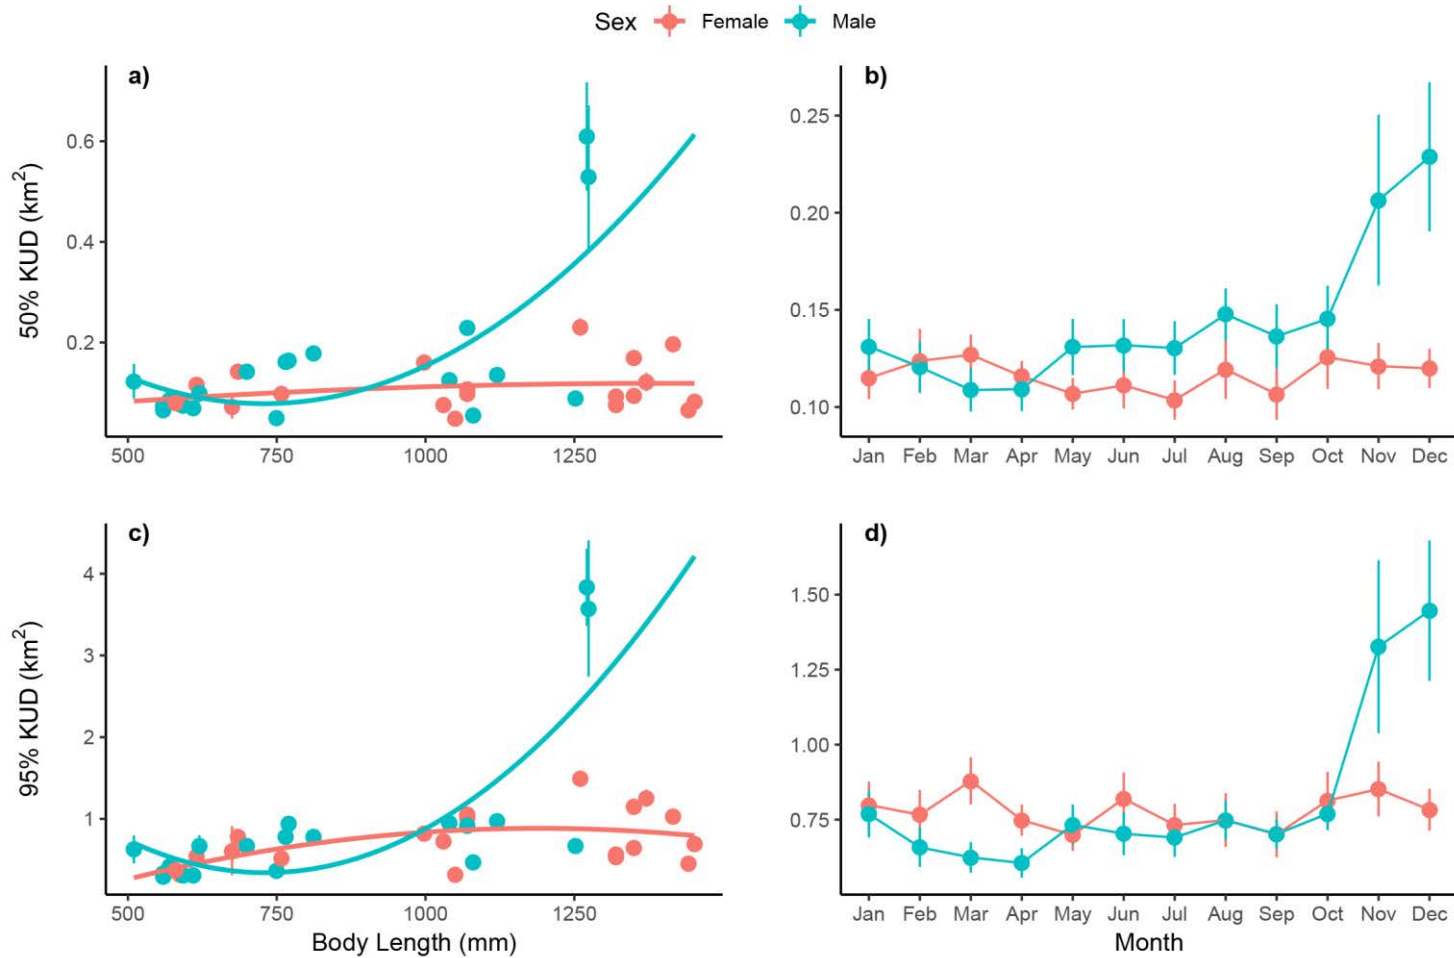 Sex Female Male
a)
50% KUD (km²)
0.6
0.4
0.2
500 750 1000 1250
b)
0.25
0.20
0.15
0.10
Jan Feb Mar Apr May Jun Jul Aug Sep Oct Nov Dec
c)
95% KUD (km²)
4
3
2
1
500 750 1000 1250
Body Length (mm)
d)
1.50
1.25
1.00
0.75
Jan Feb Mar Apr May Jun Jul Aug Sep Oct Nov Dec
Month